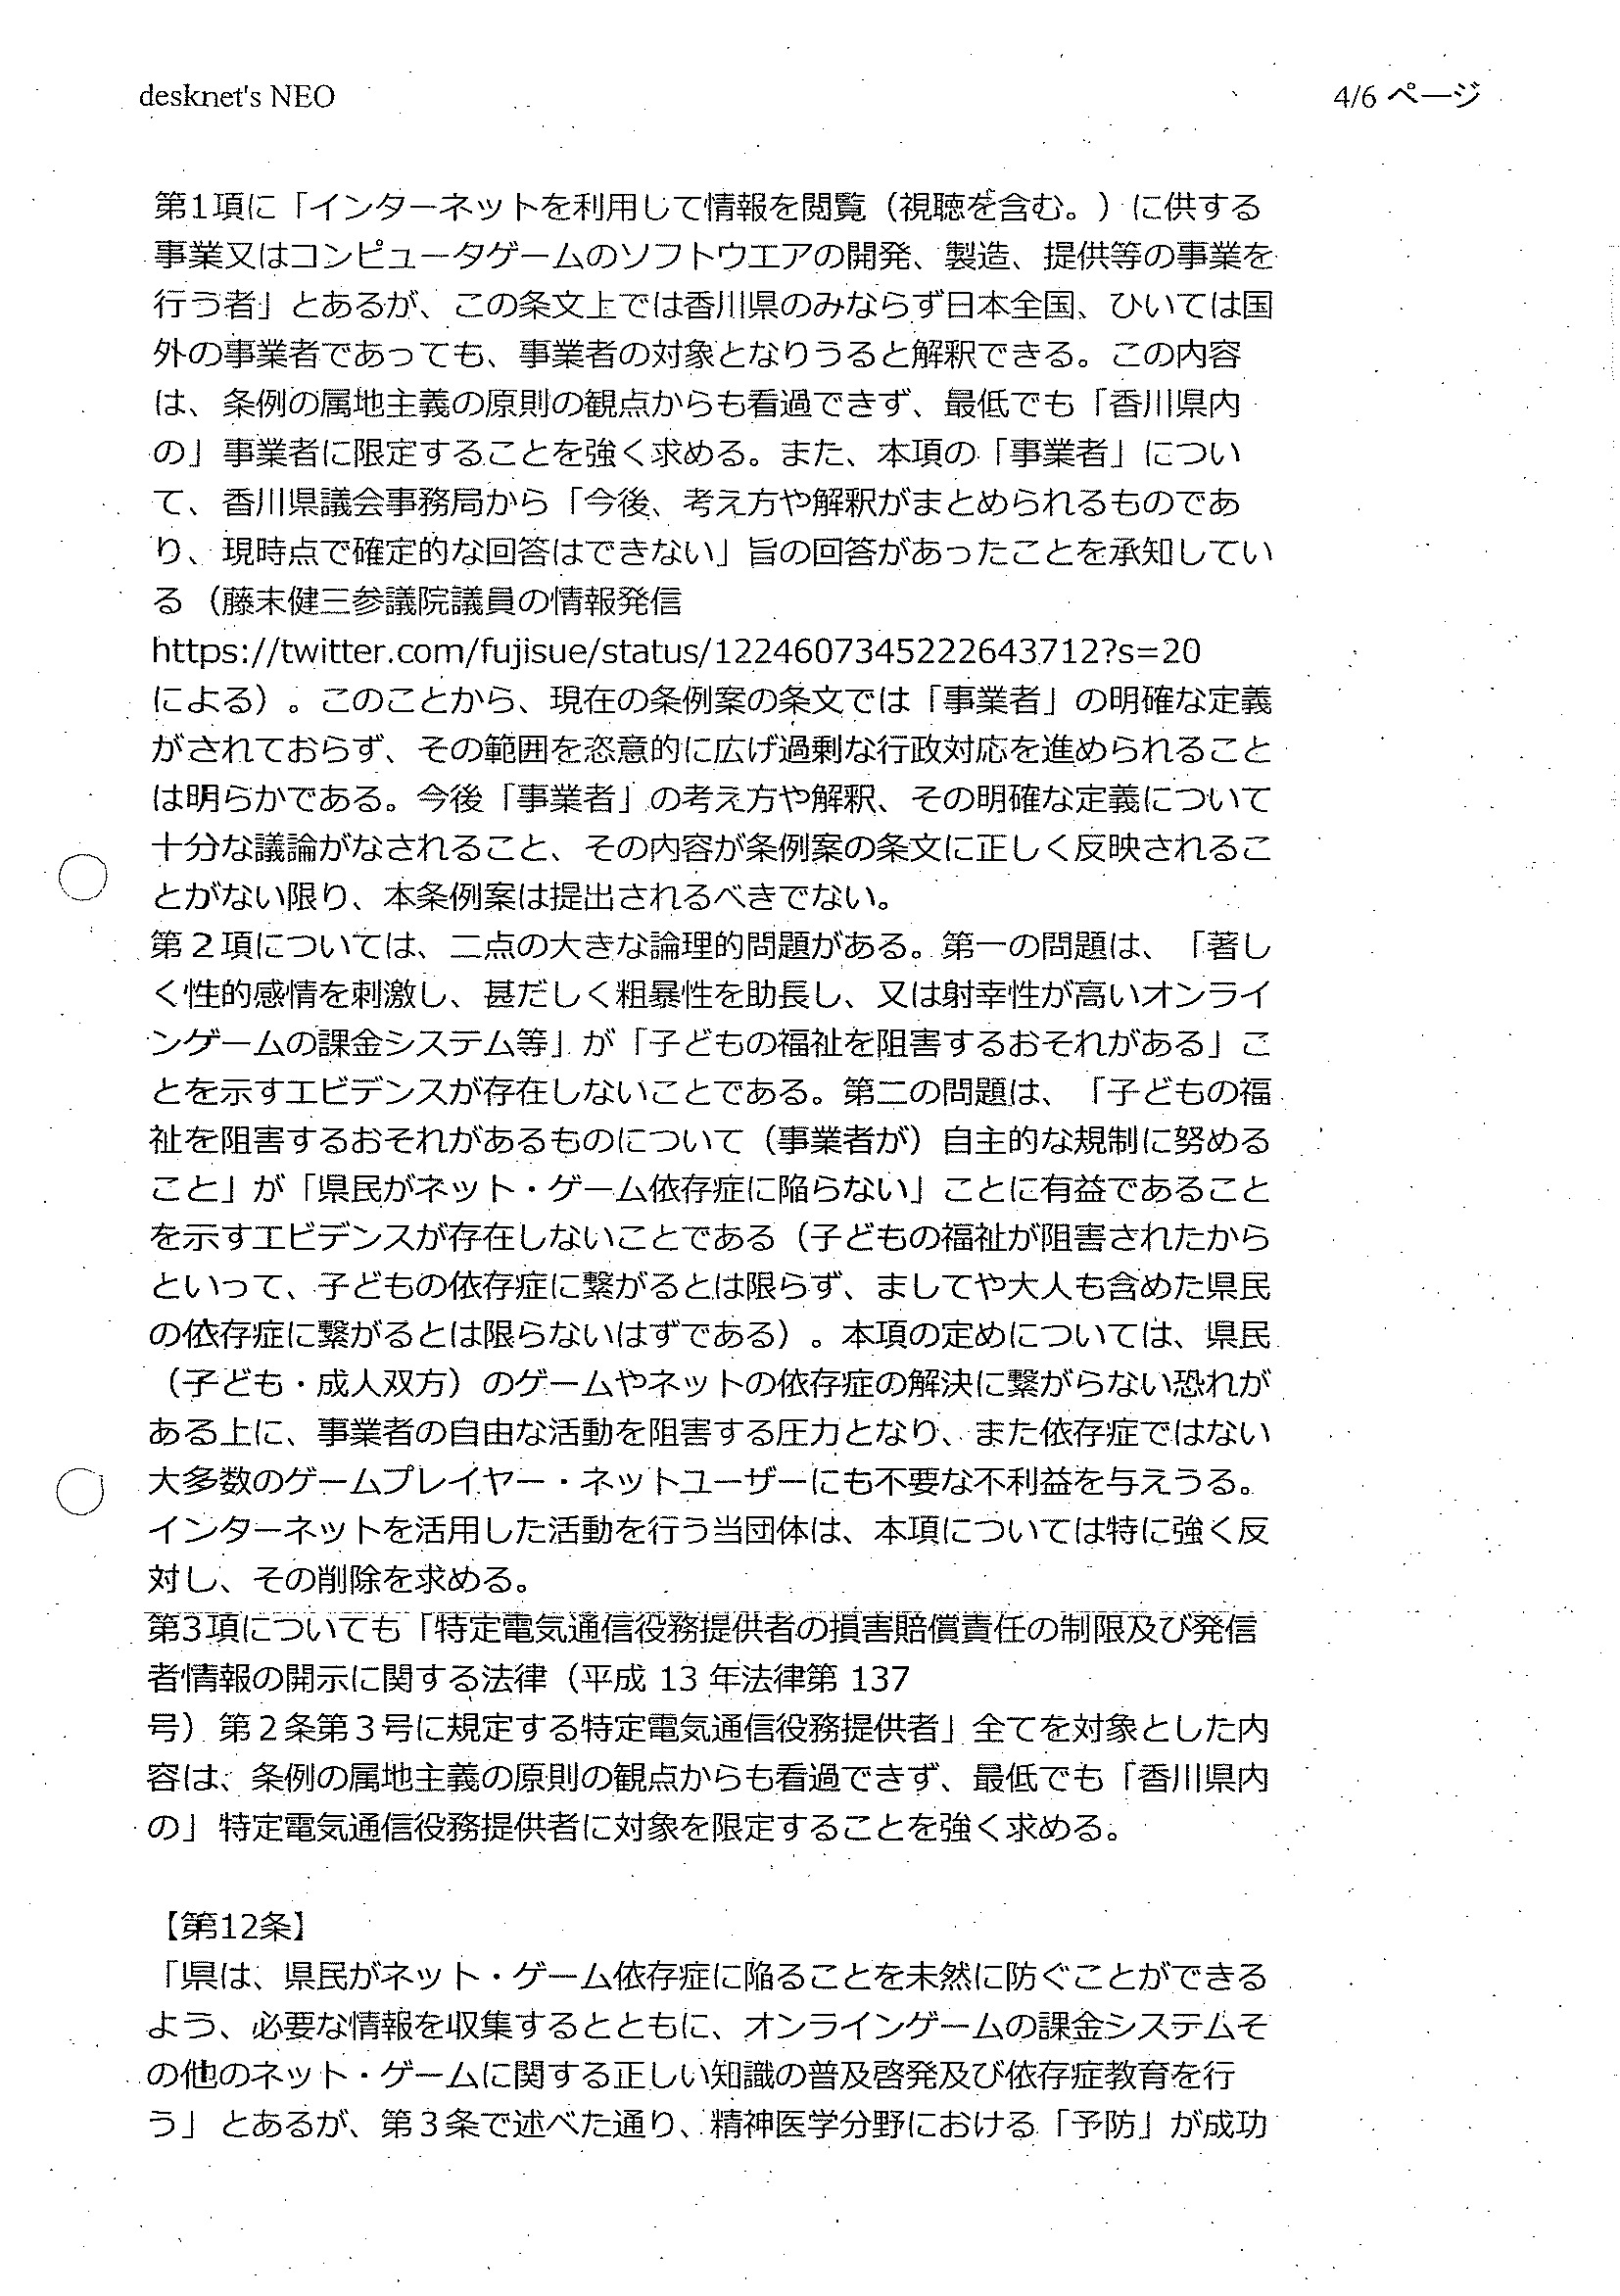 desknet's NEO
4/6 ページ
第1項に「インターネットを利用じて情報を閲覧（視聴を含む。）に供する
事業又はコンピュータゲームのソフトウエアの開発、製造、提供等の事業を
行う者」とあるが、この条文上では香川県のみならず日本全国、ひいては国
外の事業者であっても、事業者の対象となりうると解釈できる。この内容
は、条例の属地主義の原則の観点からも看過できず、最低でも「香川県内
の」事業者に限定することを強く求める。また、本項の「事業者」につい
て、香川県議会事務局から「今後、考え方や解釈がまとめられるものであ
り、現時点で確定的な回答はできない」旨の回答があったことを承知してい
る（藤末健三参議院議員の情報発信
https://twitter.com/fujisue/status/1224607345222643712?s=20
による）。このことから、現在の条例案の条文では「事業者」の明確な定義
がされておらず、その範囲を恣意的に広げ過剰な行政対応を進められること
は明らかである。今後「事業者」の考え方や解釈、その明確な定義について
十分な議論がなされること、その内容が条例案の条文に正しく反映されるこ
とがない限り、本条例案は提出されるべきでない。
第２項については、二点の大きな論理的問題がある。第一の問題は、「著し
く性的感情を刺激し、甚だしく粗暴性を助長し、又は射幸性が高いオンライ
ンゲームの課金システム等」が「子どもの福祉を阻害するおそれがある」こ
とを示すエビデンスが存在しないことである。第二の問題は、「子どもの福
祉を阻害するおそれがあるものについて（事業者が）自主的な規制に努める
こと」が「県民がネット・ゲーム依存症に陥らない」ことに有益であること
を示すエビデンスが存在しないことである（子どもの福祉が阻害されたから
といって、子どもの依存症に繋がるとは限らず、ましてや大人も含めた県民
の依存症に繋がるとは限らないはずである）。本項の定めについては、県民
（子ども・成人双方）のゲームやネットの依存症の解決に繋がらない恐れが
ある上に、事業者の自由な活動を阻害する圧力となり、また依存症ではない
大多数のゲームプレイヤー・ネットユーザーにも不要な不利益を与えうる。
インターネットを活用した活動を行う当団体は、本項については特に強く反
対し、その削除を求める。
第3項についても「特定電気通信役務提供者の損害賠償責任の制限及び発信
者情報の開示に関する法律（平成 13 年法律第 137
号）第２条第３号に規定する特定電気通信役務提供者」全てを対象とした内
容は、条例の属地主義の原則の観点からも看過できず、最低でも「香川県内
の」特定電気通信役務提供者に対象を限定することを強く求める。
【第12条】
「県は、県民がネット・ゲーム依存症に陥ることを未然に防ぐことができる
よう、必要な情報を収集するとともに、オンラインゲームの課金システムそ
の他のネット・ゲームに関する正しい知識の普及啓発及び依存症教育を行
う」とあるが、第３条で述べた通り、精神医学分野における「予防」が成功